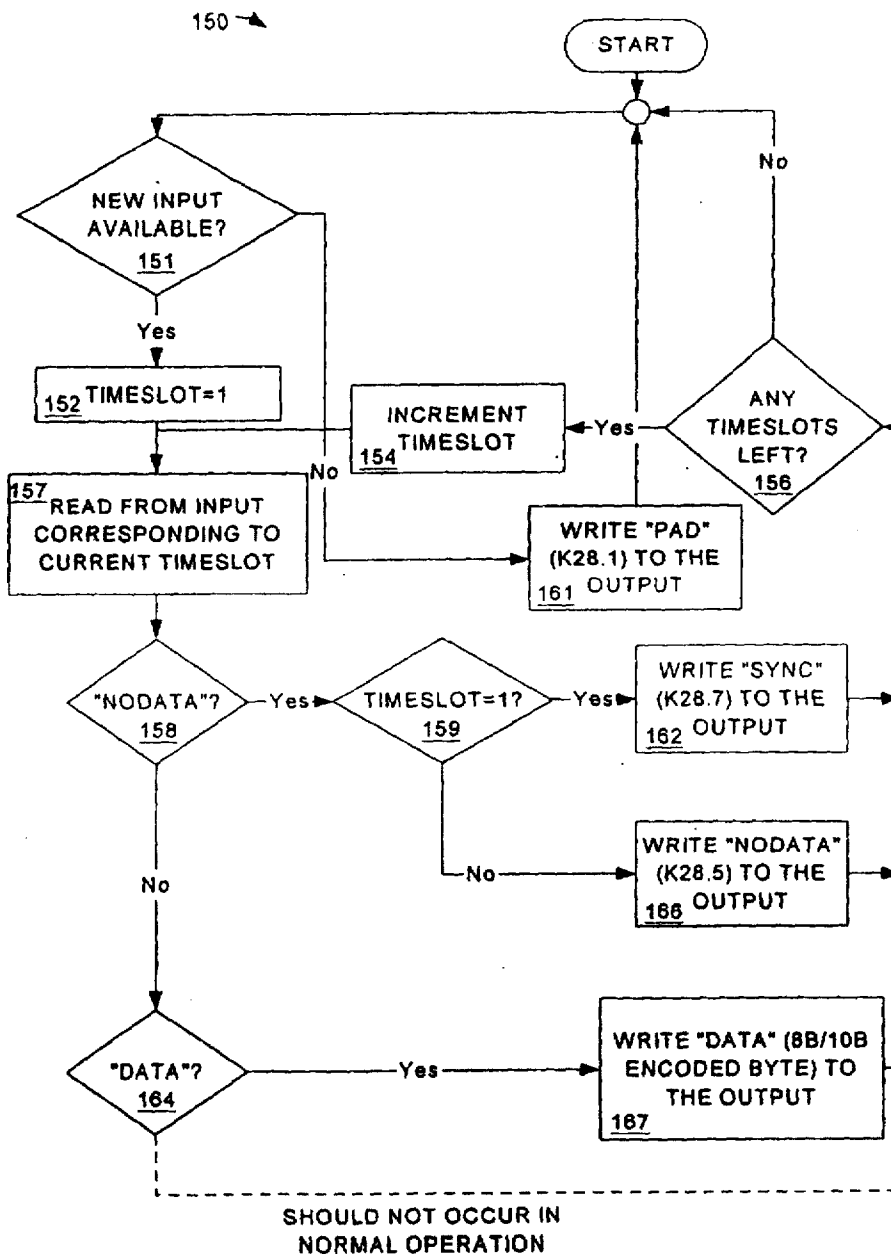 150
START
No
NEW INPUT
AVAILABLE?
151
Yes
152 TIMESLOT=1
INCREMENT
TIMESLOT
154
Yes
ANY
TIMESLOTS
LEFT?
156
No
157
READ FROM INPUT
CORRESPONDING TO
CURRENT TIMESLOT
WRITE "PAD"
(K28.1) TO THE
OUTPUT
161
"NODATA"?
158
Yes
TIMESLOT=1?
159
Yes
WRITE "SYNC"
(K28.7) TO THE
OUTPUT
162
No
No
WRITE "NODATA"
(K28.5) TO THE
OUTPUT
166
"DATA"?
164
Yes
WRITE "DATA" (8B/10B
ENCODED BYTE) TO
THE OUTPUT
167
SHOULD NOT OCCUR IN
NORMAL OPERATION